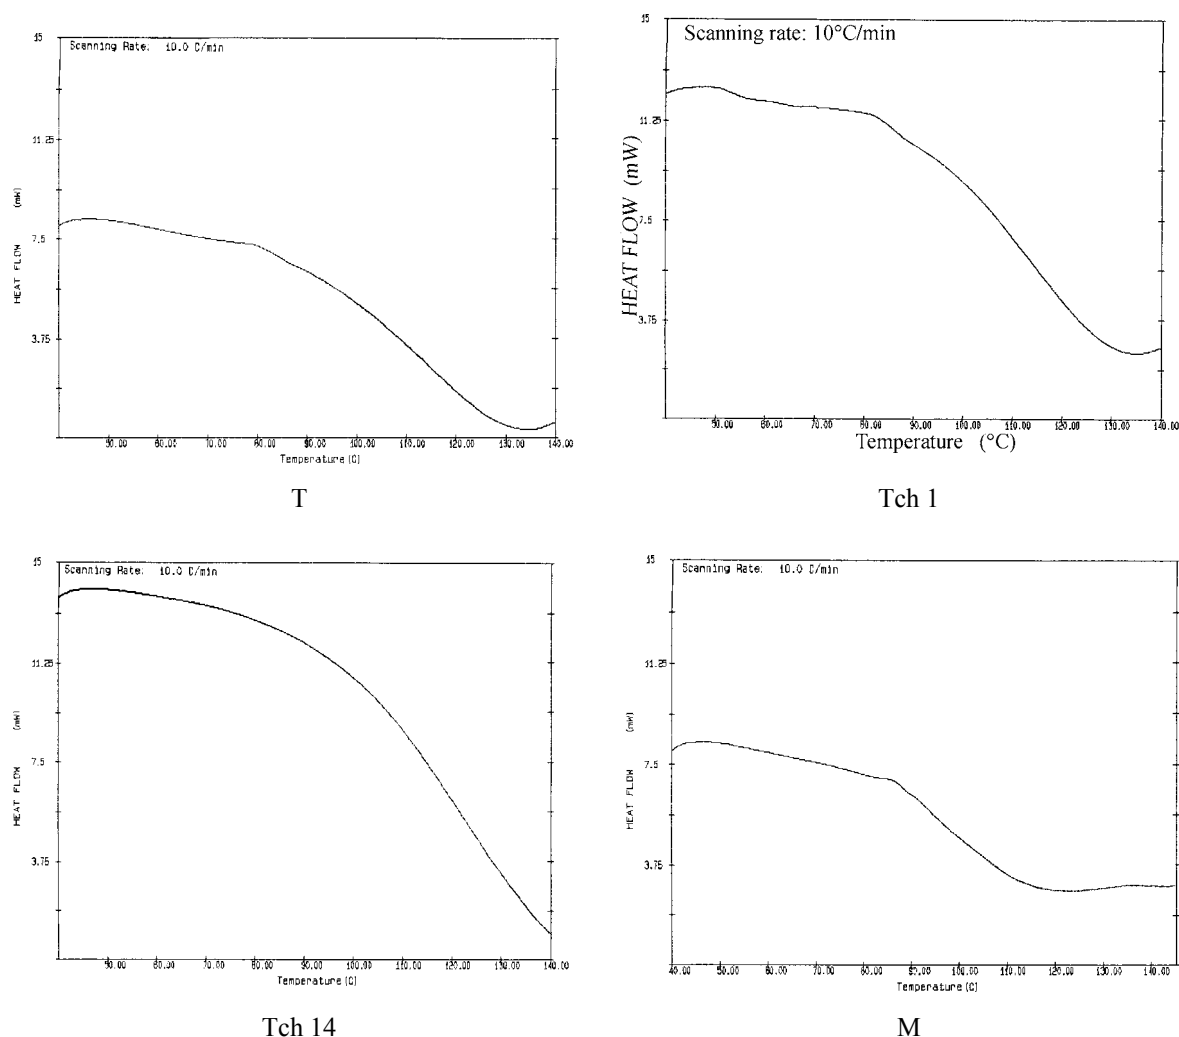 15
Scanning Rate: 10.0 C/min
11.25
7.5
3.75
HEAT FLOW (mW)
50.00 60.00 70.00 80.00 90.00 100.00 110.00 120.00 130.00 140.00
Temperature (C)
T
15
Scanning rate: 10°C/min
11.25
7.5
3.75
HEAT FLOW (mW)
50.00 60.00 70.00 80.00 90.00 100.00 110.00 120.00 130.00 140.00
Temperature (°C)
Tch 1
15
Scanning Rate: 10.0 C/min
11.25
7.5
3.75
HEAT FLOW (mW)
50.00 60.00 70.00 80.00 90.00 100.00 110.00 120.00 130.00 140.00
Temperature (C)
Tch 14
15
Scanning Rate: 10.0 C/min
11.25
7.5
3.75
HEAT FLOW (mW)
40.00 50.00 60.00 70.00 80.00 90.00 100.00 110.00 120.00 130.00 140.00
Temperature (C)
M